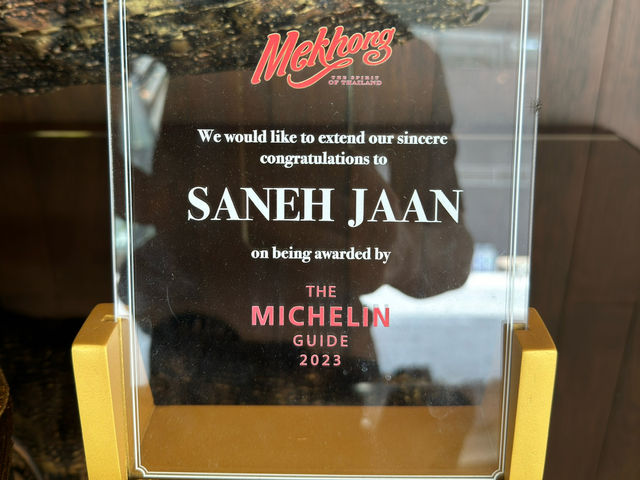 Mekhong
THE SPIRIT
OF THAILAND
We would like to extend our sincere
congratulations to
SANEH JAAN
on being awarded by
THE
MICHELIN
GUIDE
2023